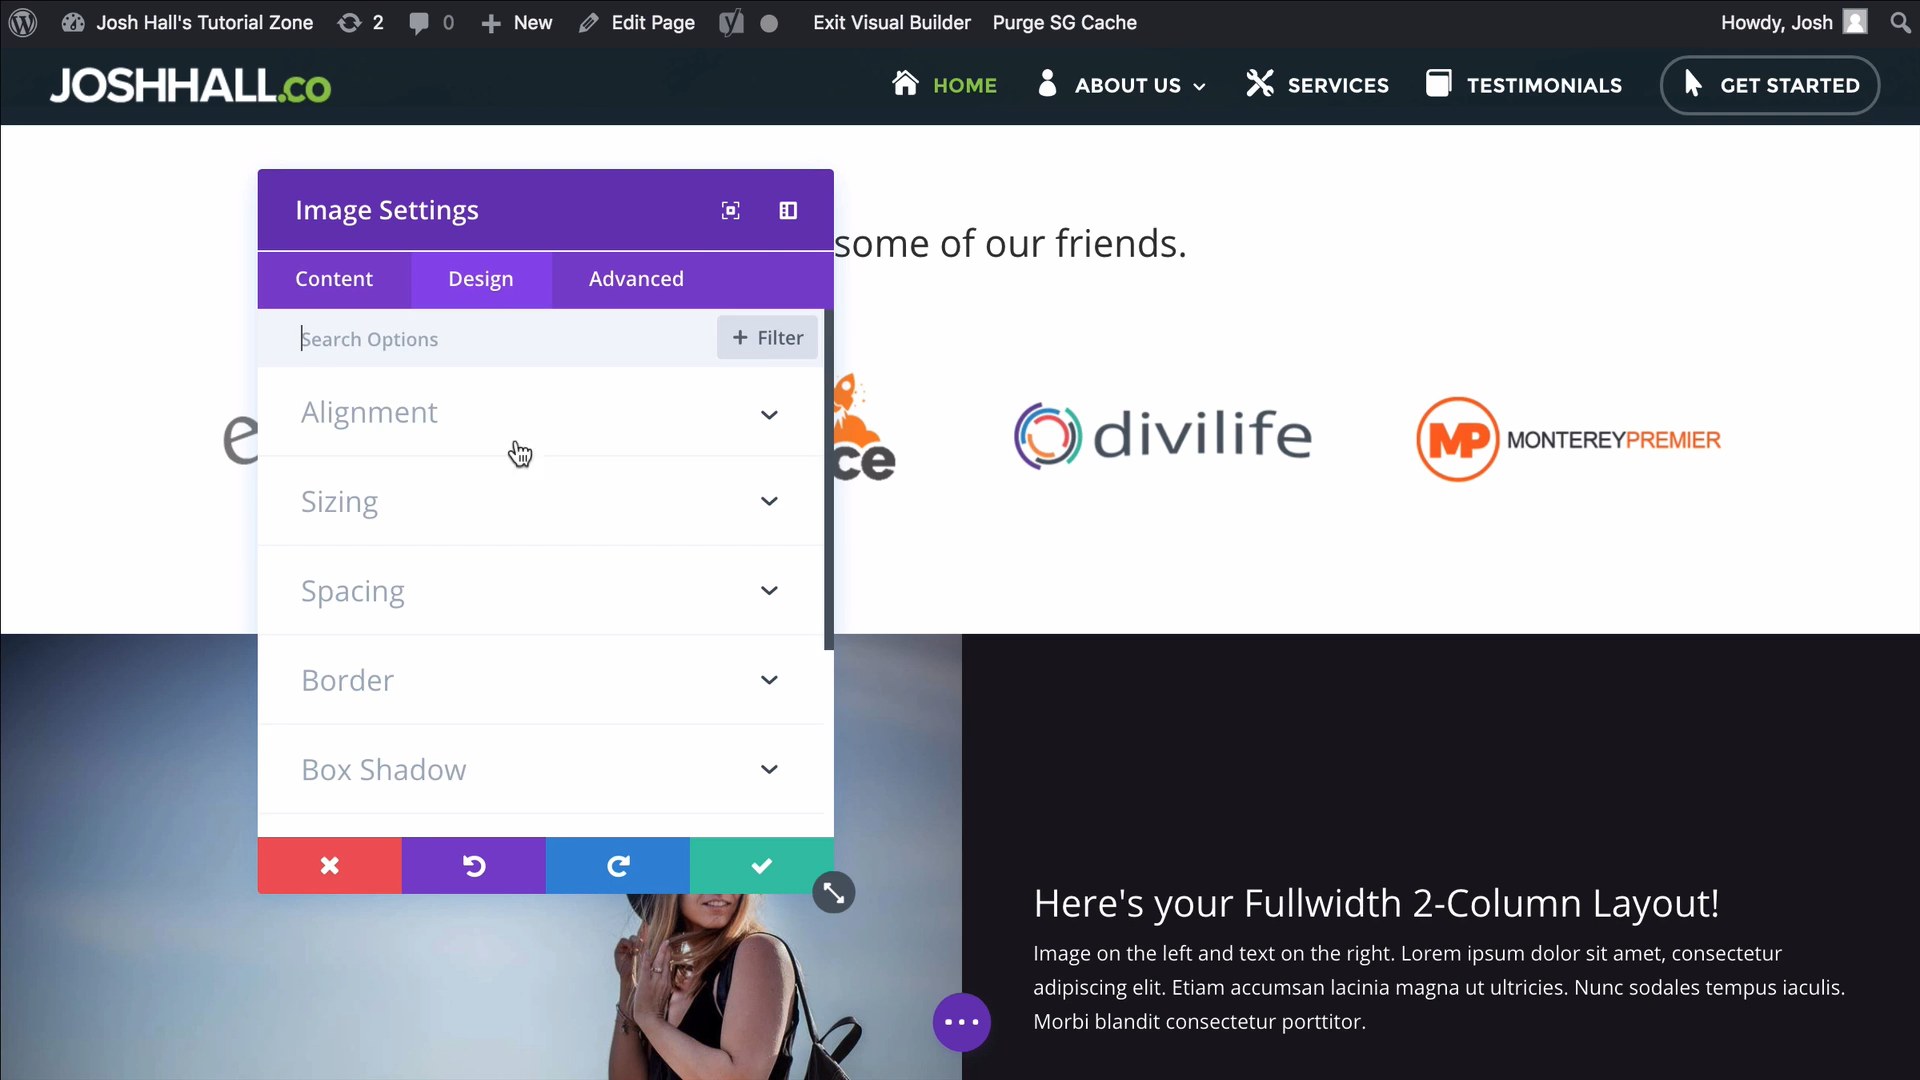 Josh Hall's Tutorial Zone 2 0 New Edit Page Exit Visual Builder Purge SG Cache Howdy, Josh
JOSHHALL.CO HOME ABOUT US SERVICES TESTIMONIALS GET STARTED
Image Settings
some of our friends.
Content Design Advanced
Search Options + Filter
Alignment
e
ce
divilife
MP MONTEREYPREMIER
Sizing
Spacing
Border
Box Shadow
Here's your Fullwidth 2-Column Layout!
Image on the left and text on the right. Lorem ipsum dolor sit amet, consectetur
adipiscing elit. Etiam accumsan lacinia magna ut ultricies. Nunc sodales tempus iaculis.
Morbi blandit consectetur porttitor.